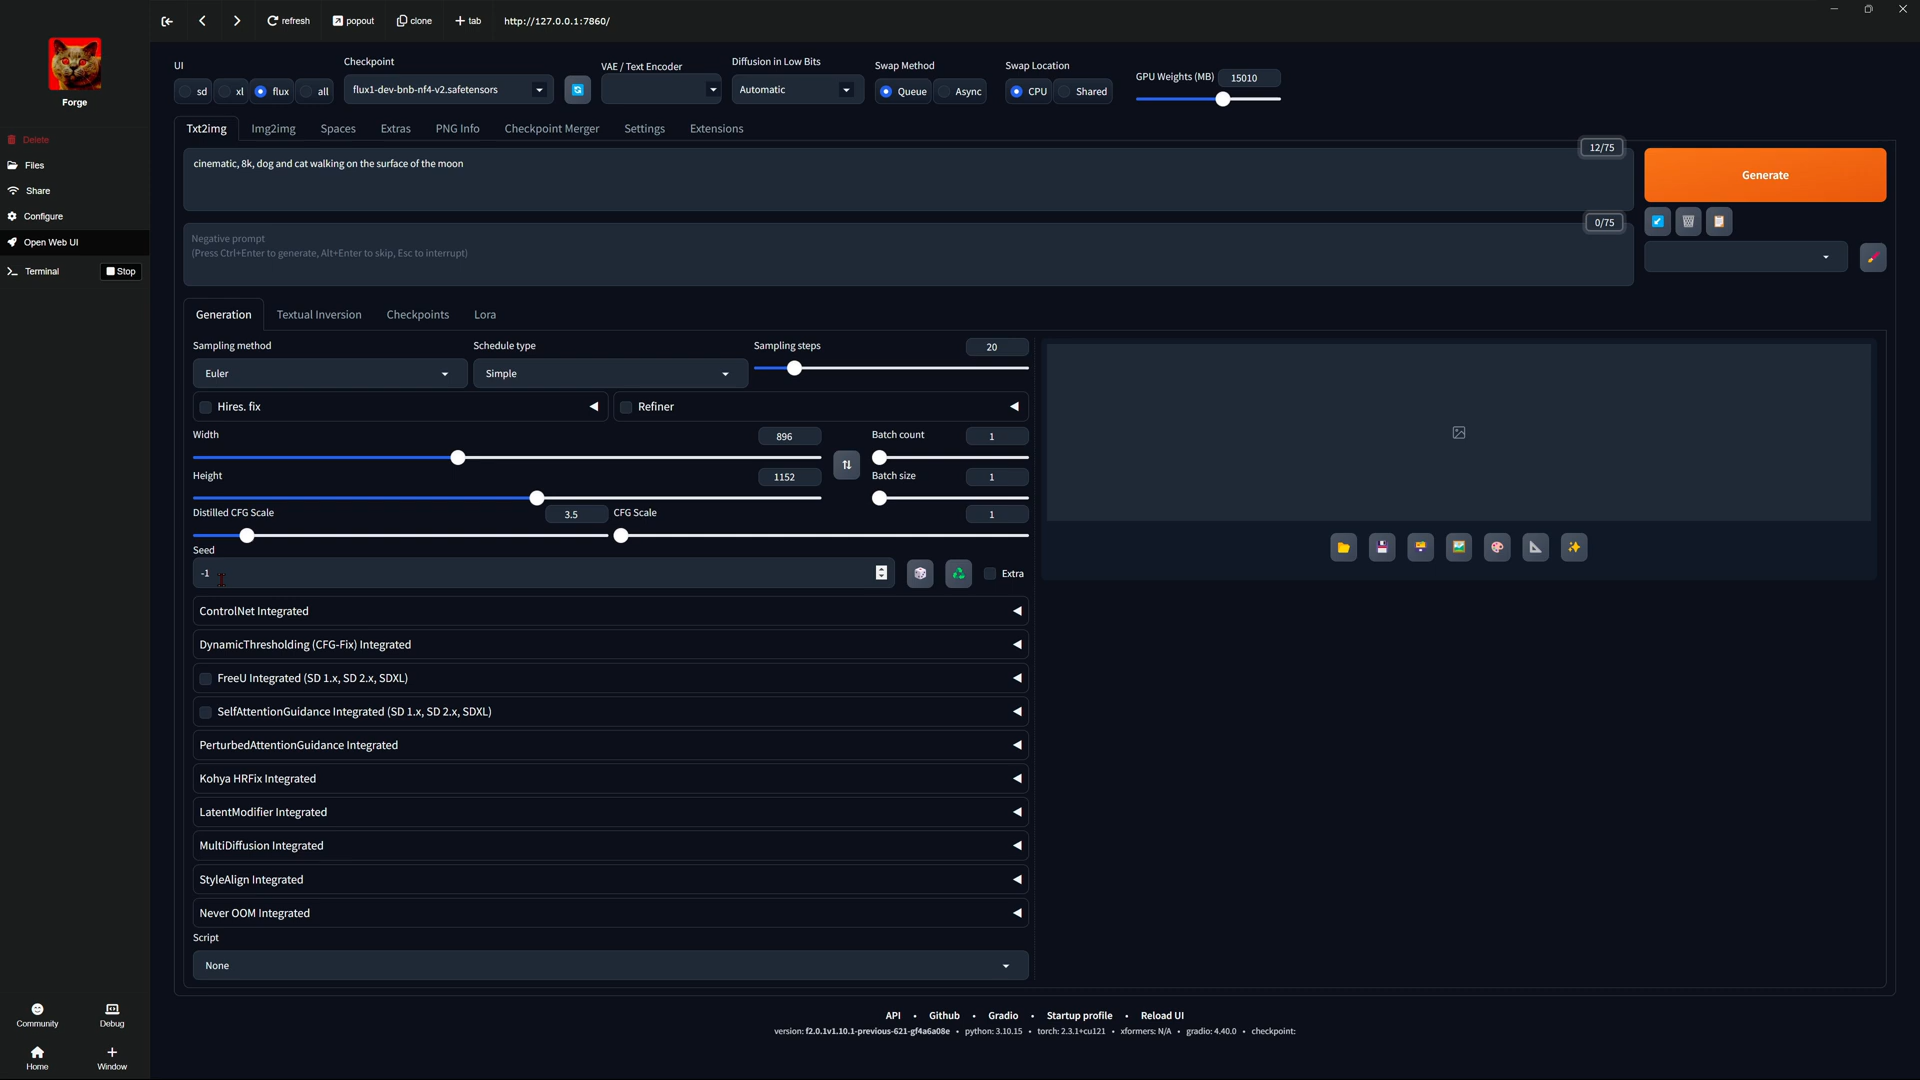 refresh popout clone tab http://127.0.0.1:7860/
Forge
Delete
Files
Share
Configure
Open Web UI
Terminal Stop
Community Debug
Home Window
UI Checkpoint VAE / Text Encoder Diffusion in Low Bits Swap Method Swap Location GPU Weights (MB) 15010
sd xl flux all flux1-dev-bnb-nf4-v2.safetensors Automatic Queue Async CPU Shared
Txt2img Img2img Spaces Extras PNG Info Checkpoint Merger Settings Extensions
12/75
cinematic, 8k, dog and cat walking on the surface of the moon
Generate
0/75
Negative prompt
(Press Ctrl+Enter to generate, Alt+Enter to skip, Esc to interrupt)
Generation Textual Inversion Checkpoints Lora
Sampling method Schedule type Sampling steps 20
Euler Simple
Hires. fix Refiner
Width 896 Batch count 1
Height 1152 Batch size 1
Distilled CFG Scale 3.5 CFG Scale 1
Seed
-1 Extra
ControlNet Integrated
DynamicThresholding (CFG-Fix) Integrated
FreeU Integrated (SD 1.x, SD 2.x, SDXL)
SelfAttentionGuidance Integrated (SD 1.x, SD 2.x, SDXL)
PerturbedAttentionGuidance Integrated
Kohya HRFix Integrated
LatentModifier Integrated
MultiDiffusion Integrated
StyleAlign Integrated
Never OOM Integrated
Script
None
API • Github • Gradio • Startup profile • Reload UI
version: f2.0.1v1.10.1-previous-621-gf4a6a08e • python: 3.10.15 • torch: 2.3.1+cu121 • xformers: N/A • gradio: 4.40.0 • checkpoint: